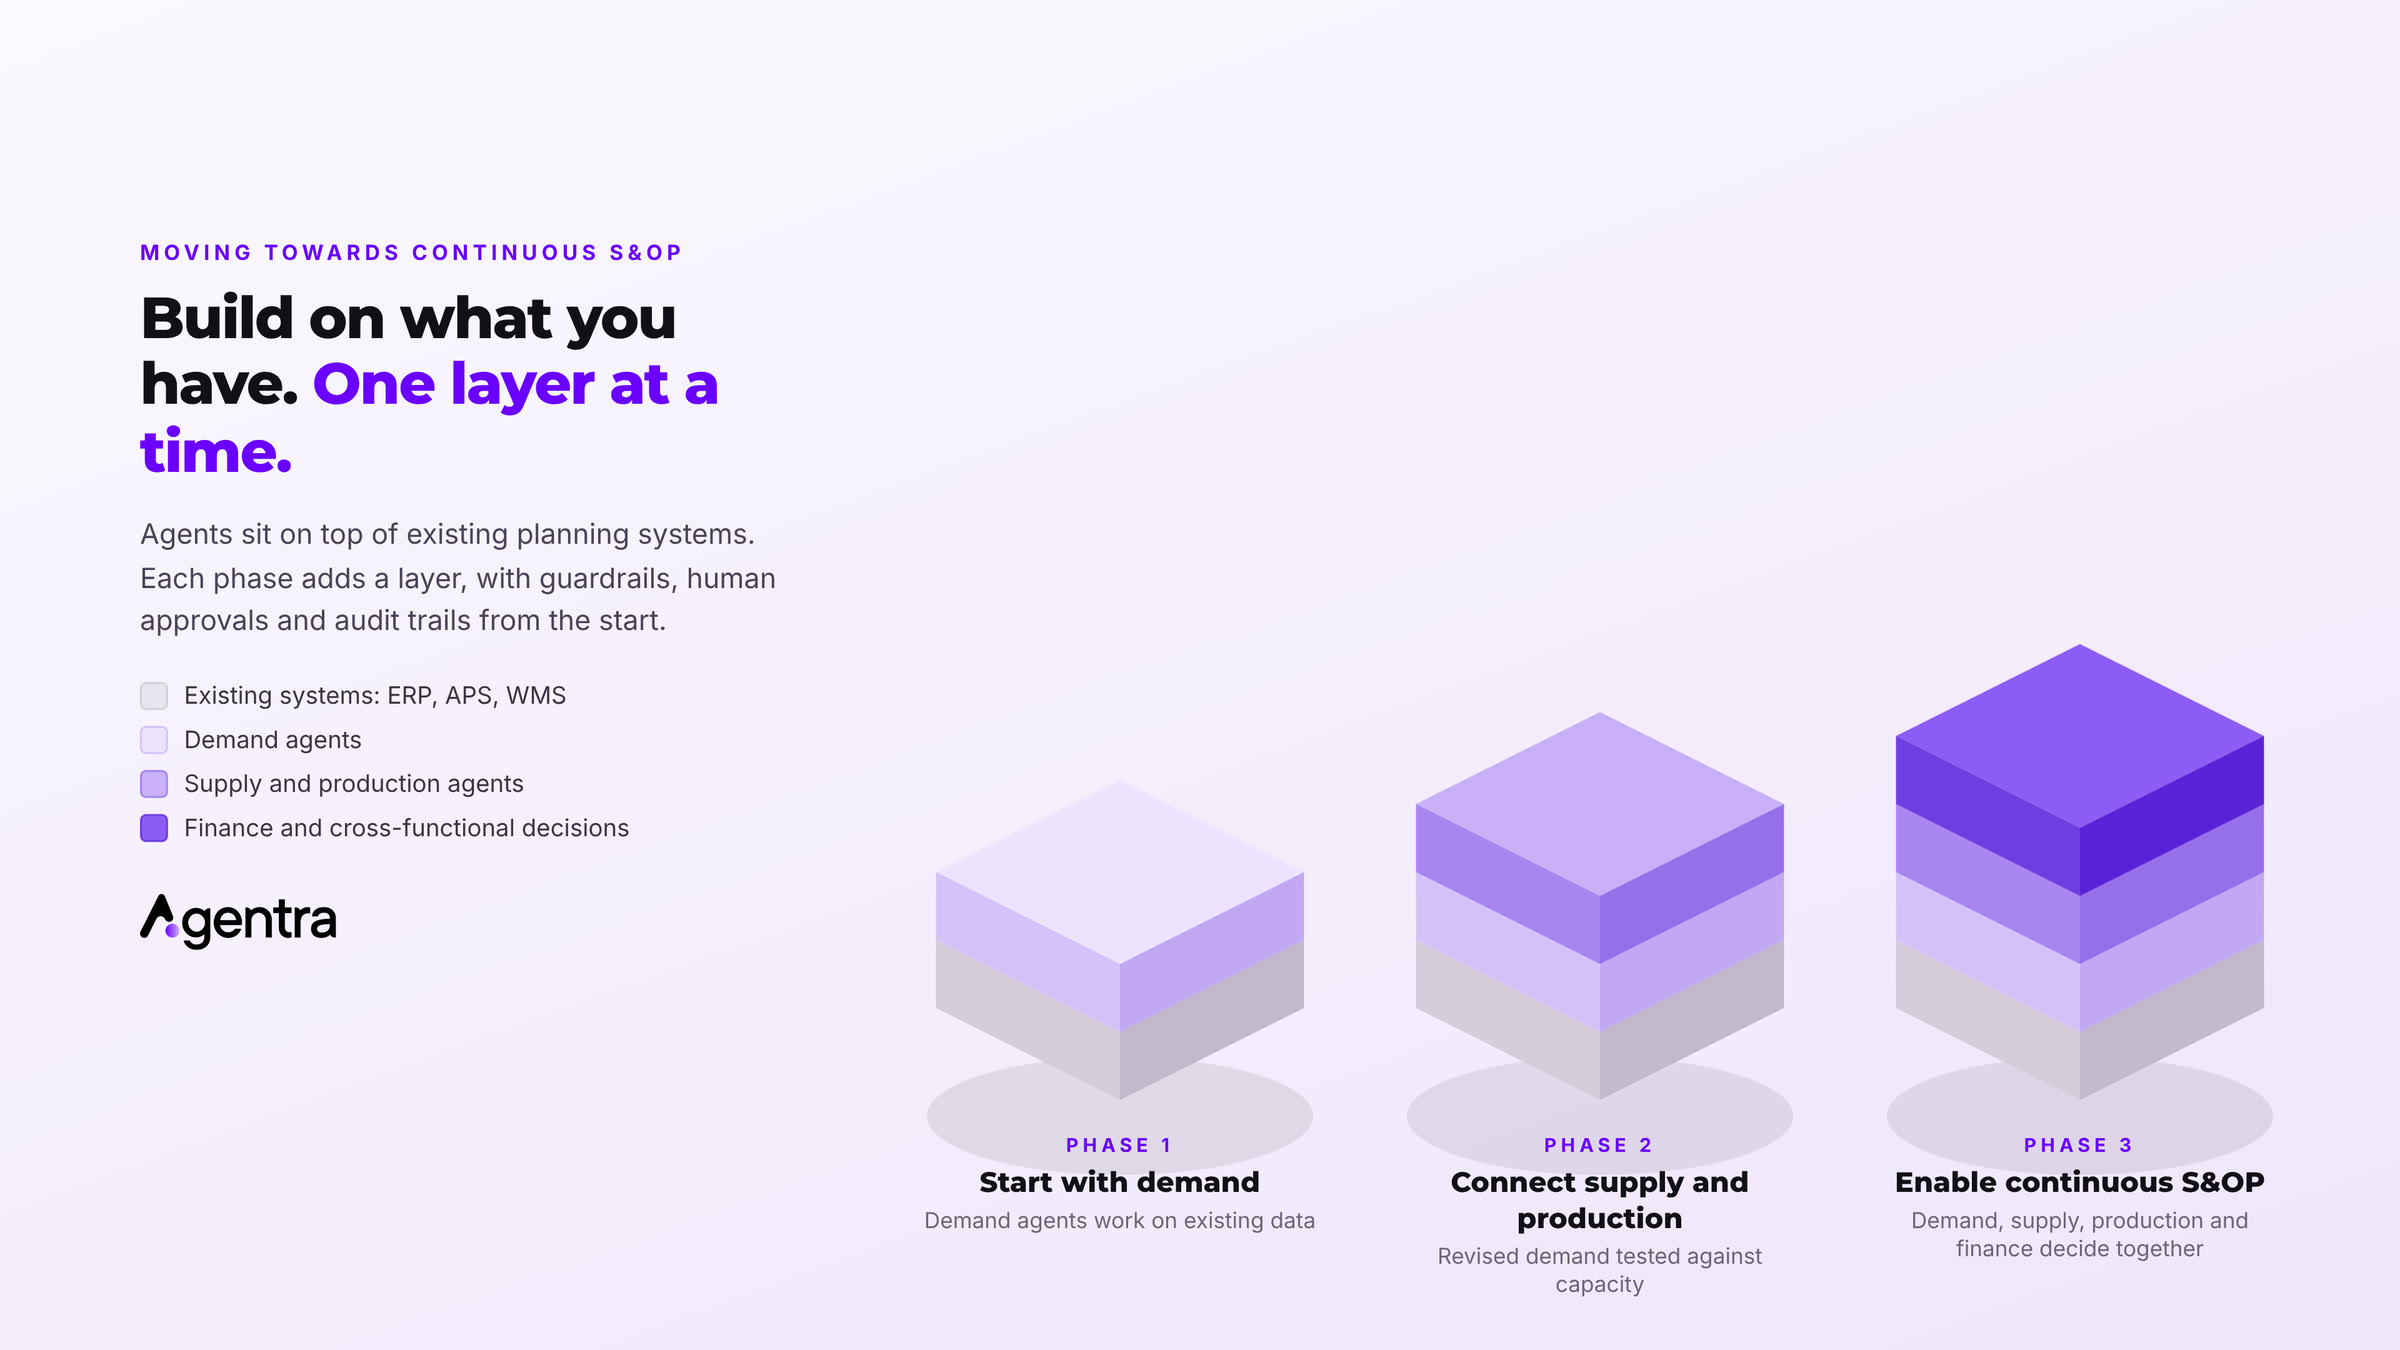 MOVING TOWARDS CONTINUOUS S&OP
Build on what you
have. One layer at a
time.
Agents sit on top of existing planning systems.
Each phase adds a layer, with guardrails, human
approvals and audit trails from the start.
Existing systems: ERP, APS, WMS
Demand agents
Supply and production agents
Finance and cross-functional decisions
Agentra
PHASE 1
Start with demand
Demand agents work on existing data
PHASE 2
Connect supply and
production
Revised demand tested against
capacity
PHASE 3
Enable continuous S&OP
Demand, supply, production and
finance decide together